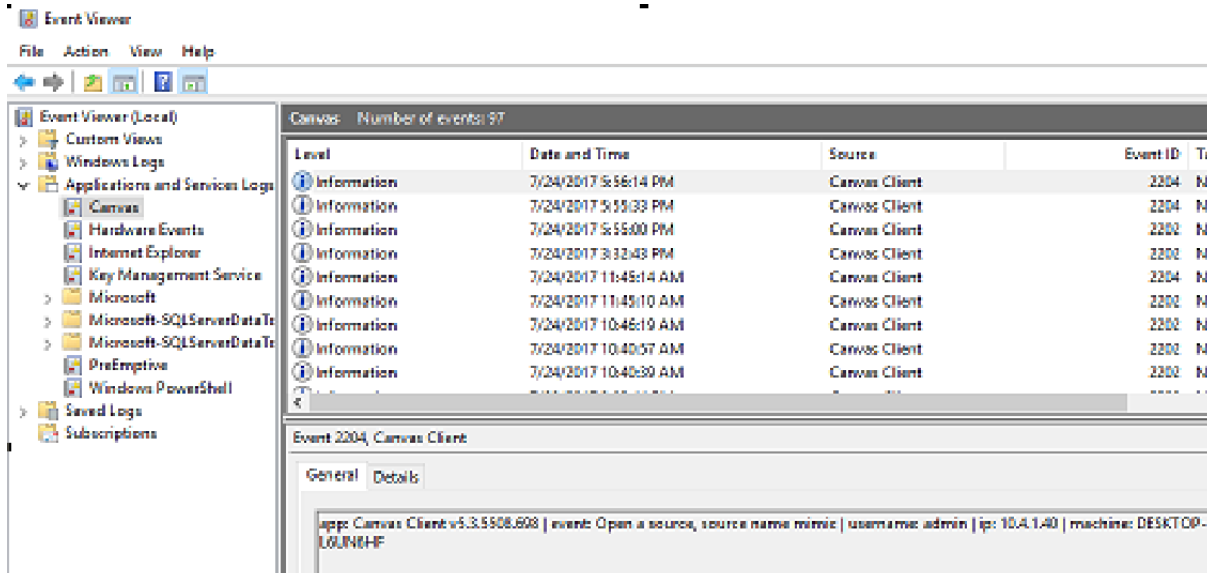 Event Viewer
File Action View Help
Event Viewer (Local)
Custom Views
Windows Logs
Applications and Services Logs
Canvas
Hardware Events
Internet Explorer
Key Management Service
Microsoft
Microsoft-SQLServerDataTo
Microsoft-SQLServerDataTo
PreEmptive
Windows PowerShell
Saved Logs
Subscriptions
Canvas Number of events: 97
Level Date and Time Source Event ID Ta
Information 7/24/2017 5:56:14 PM Canvas Client 2204 N
Information 7/24/2017 5:55:33 PM Canvas Client 2204 N
Information 7/24/2017 5:55:00 PM Canvas Client 2202 N
Information 7/24/2017 3:32:43 PM Canvas Client 2202 N
Information 7/24/2017 11:45:14 AM Canvas Client 2204 N
Information 7/24/2017 11:45:10 AM Canvas Client 2202 N
Information 7/24/2017 10:46:19 AM Canvas Client 2202 N
Information 7/24/2017 10:40:57 AM Canvas Client 2202 N
Information 7/24/2017 10:40:39 AM Canvas Client 2202 N
Event 2204, Canvas Client
General Details
app: Canvas Client v5.3.5508.698 | event: Open a source, source name mimic | username: admin | ip: 10.4.1.40 | machine: DESKTOP-
L6UN6HF